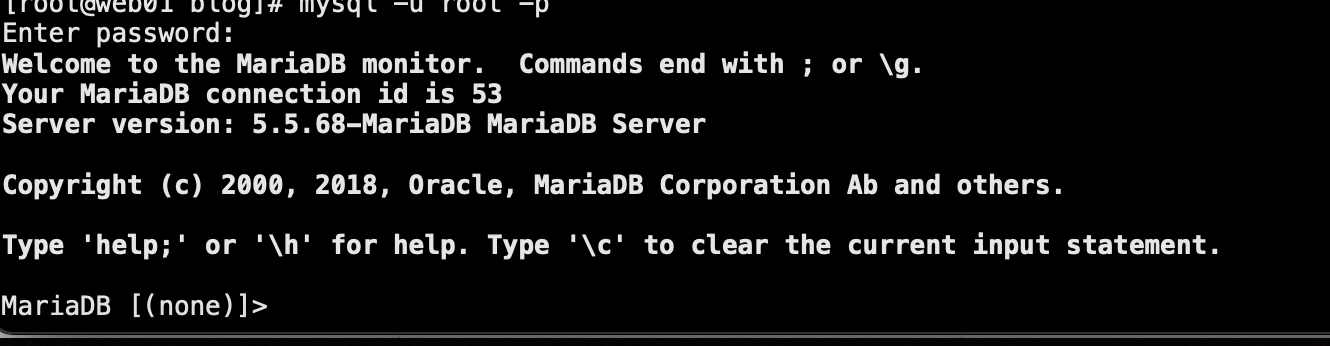 [root@web01 blog]# mysql -u root -p
Enter password:
Welcome to the MariaDB monitor.  Commands end with ; or \g.
Your MariaDB connection id is 53
Server version: 5.5.68-MariaDB MariaDB Server
Copyright (c) 2000, 2018, Oracle, MariaDB Corporation Ab and others.
Type 'help;' or '\h' for help. Type '\c' to clear the current input statement.
MariaDB [(none)]>